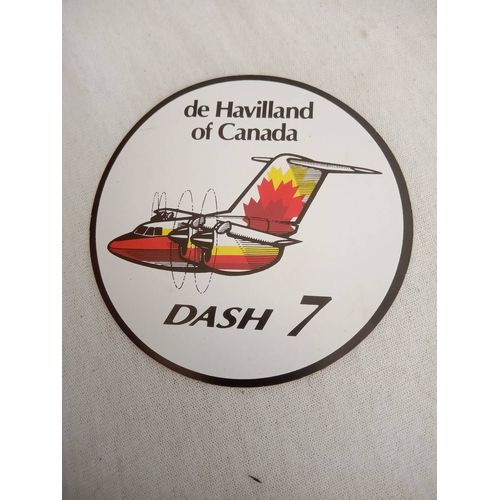 de Havilland
of Canada
DASH 7